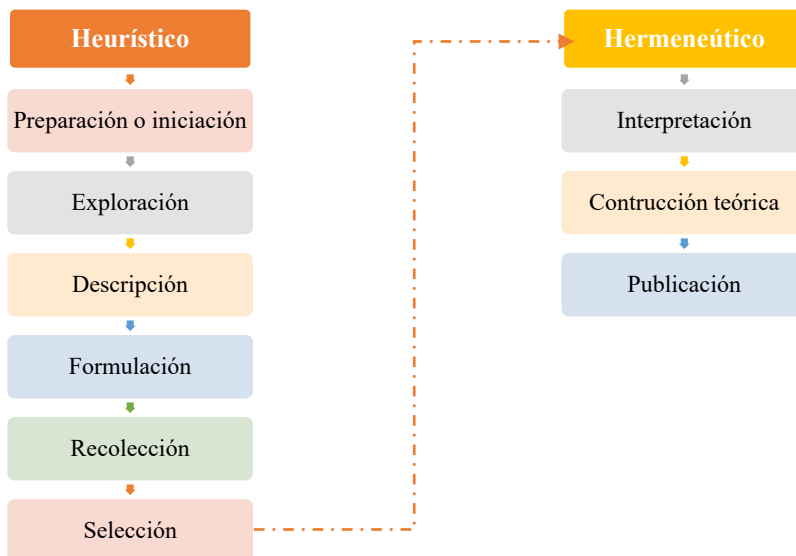 Heurístico
Preparación o iniciación
Exploración
Descripción
Formulación
Recolección
Selección
Hermeneútico
Interpretación
Contrucción teórica
Publicación